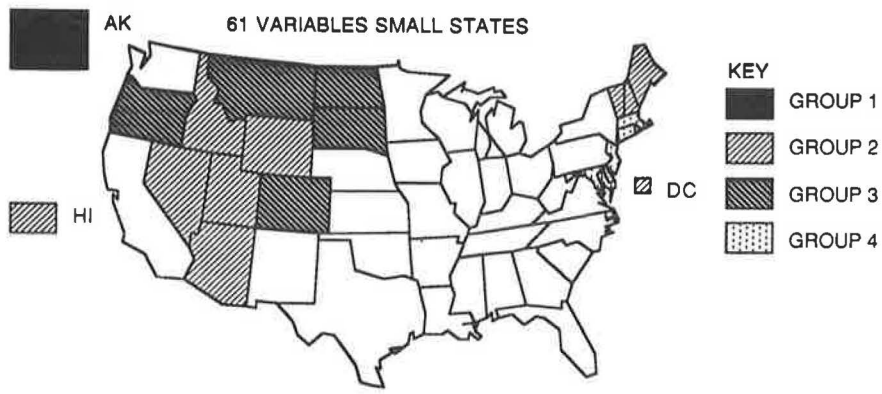 AK
61 VARIABLES SMALL STATES
KEY
GROUP 1
GROUP 2
DC
GROUP 3
HI
GROUP 4